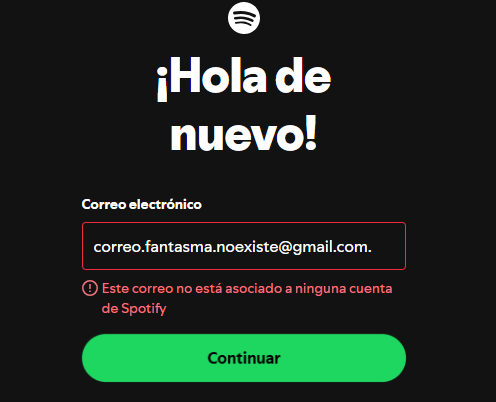 ¡Hola de
nuevo!
Correo electrónico
correo.fantasma.noexiste@gmail.com.
Este correo no está asociado a ninguna cuenta
de Spotify
Continuar